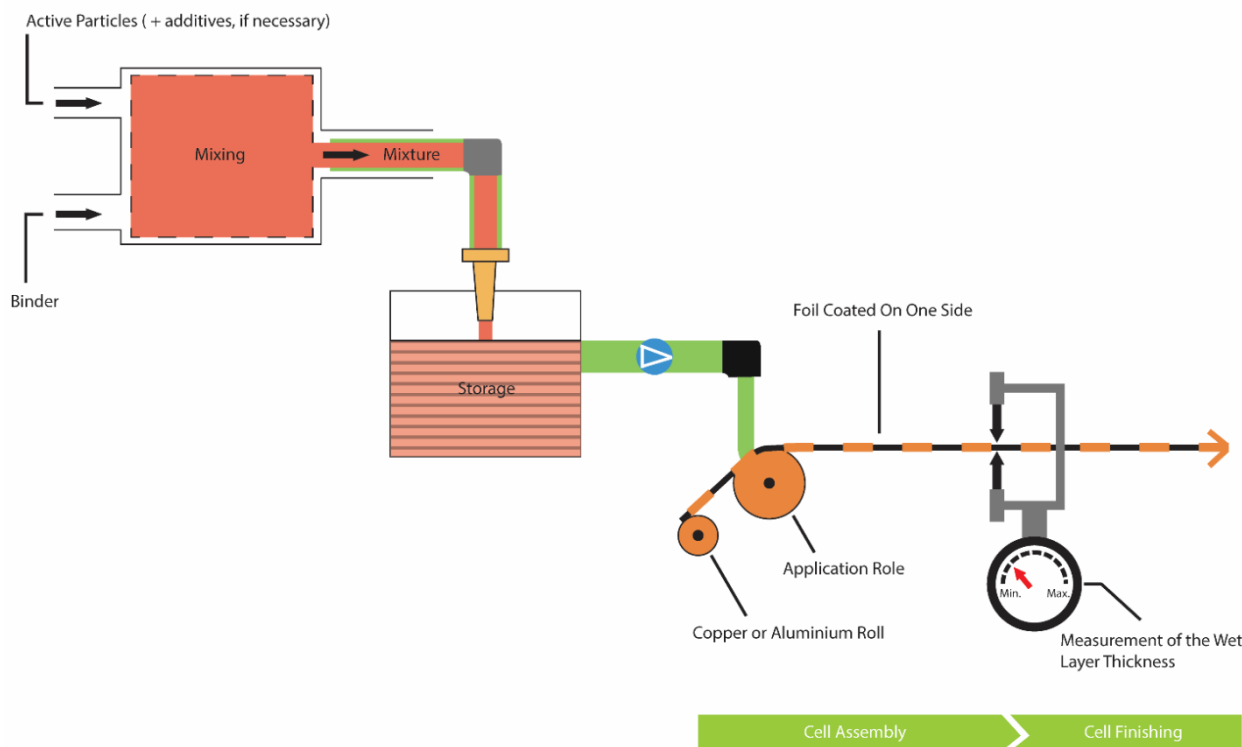 Active Particles ( + additives, if necessary)
Mixing
Mixture
Binder
Storage
Foil Coated On One Side
Application Role
Copper or Aluminium Roll
Min.
Max.
Measurement of the Wet
Layer Thickness
Cell Assembly
Cell Finishing